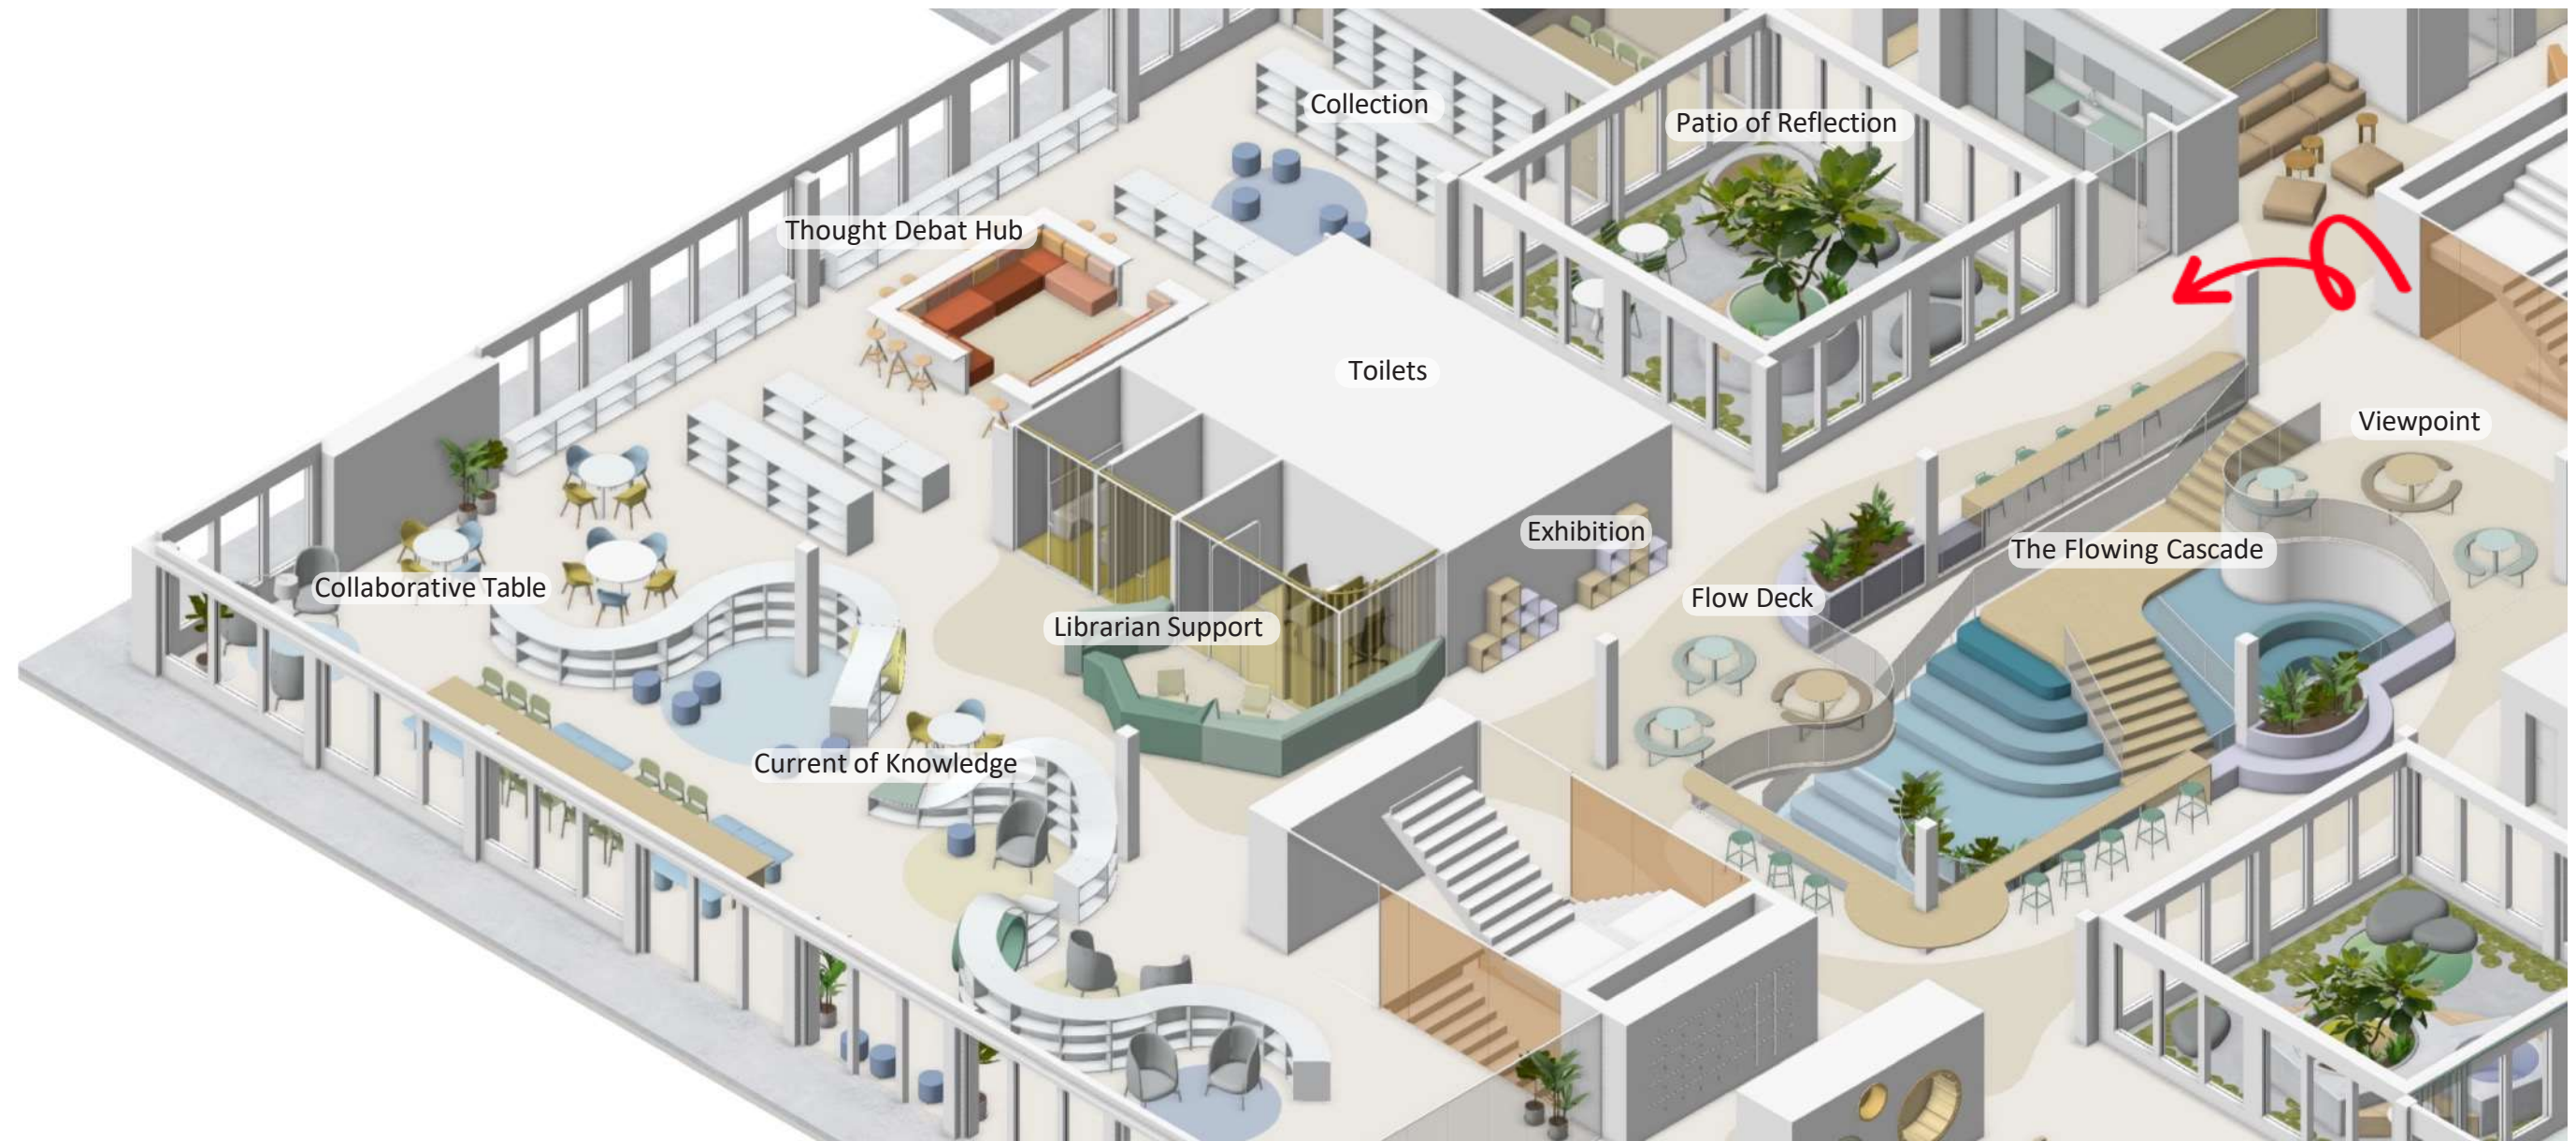 Collection
Patio of Reflection
Thought Debat Hub
Toilets
Viewpoint
Exhibition
The Flowing Cascade
Collaborative Table
Flow Deck
Librarian Support
Current of Knowledge